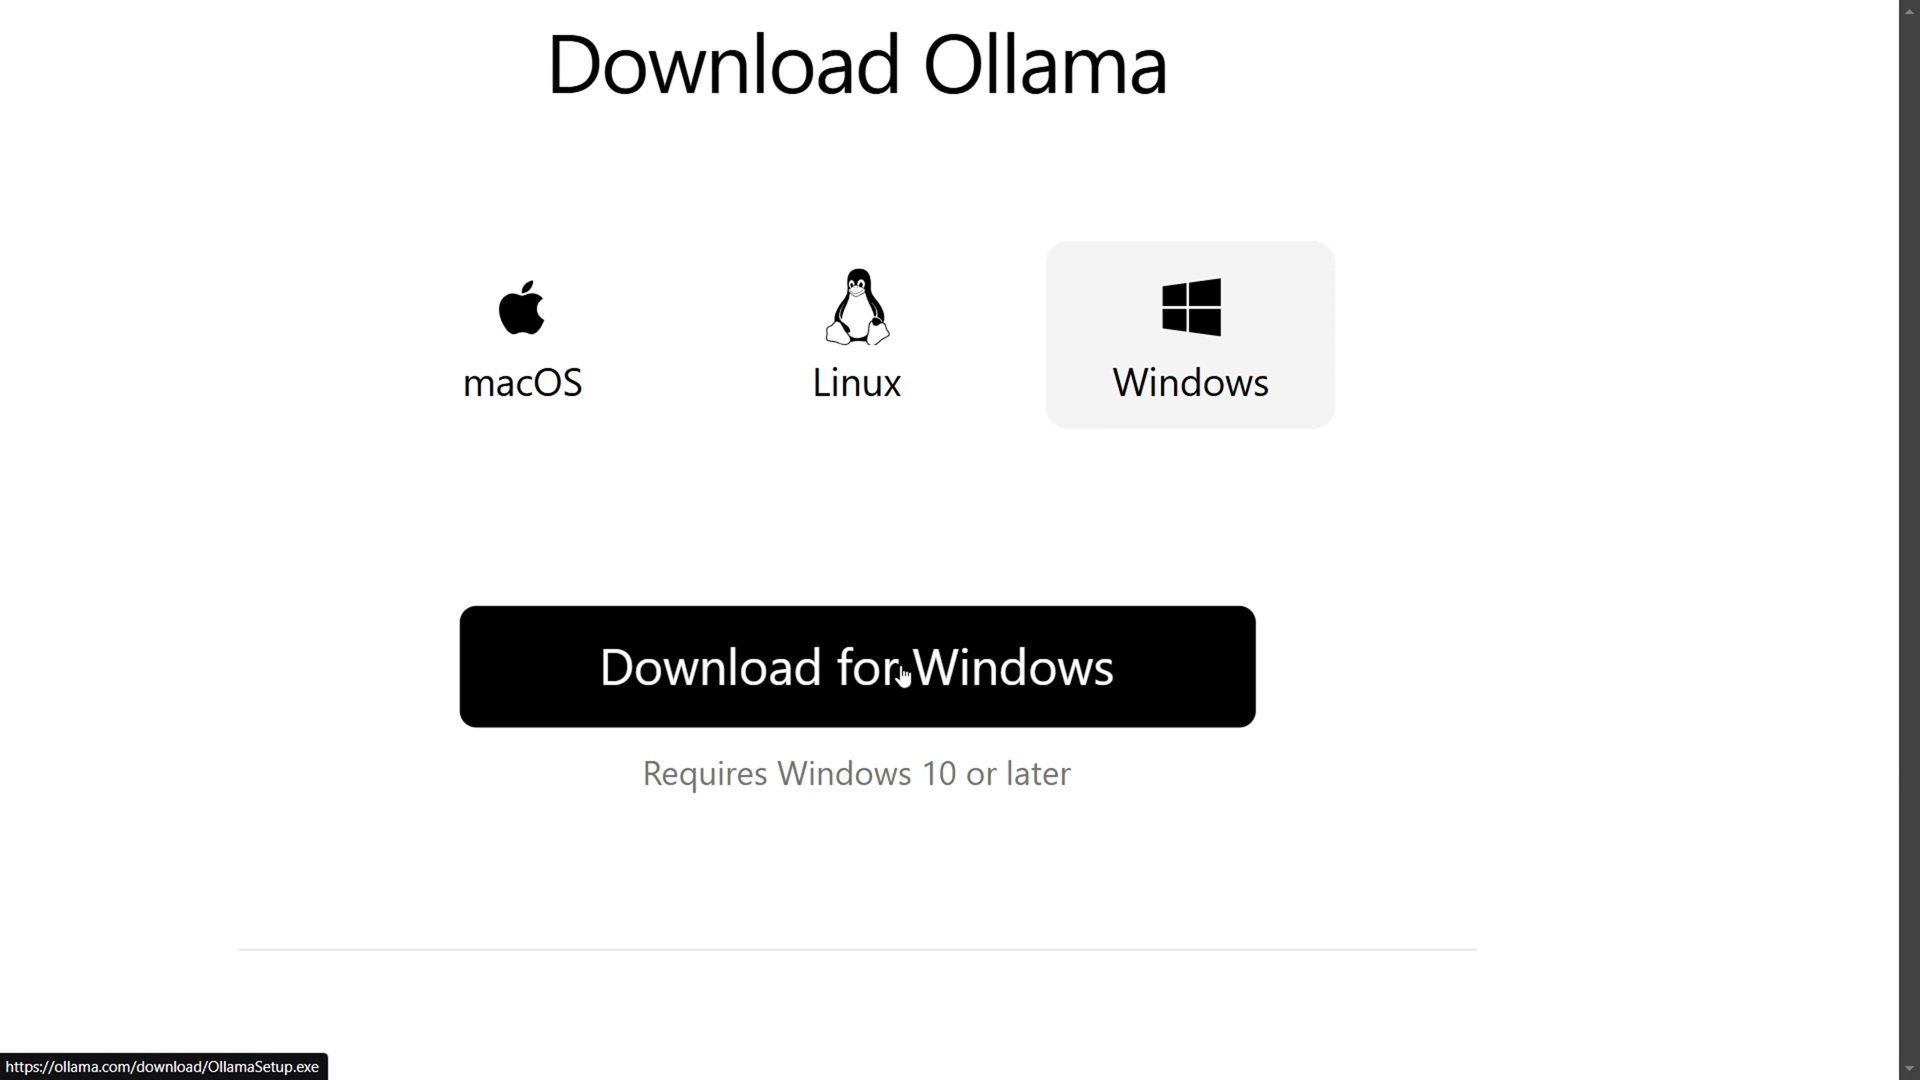 Download Ollama
macOS
Linux
Windows
Download for Windows
Requires Windows 10 or later
https://ollama.com/download/OllamaSetup.exe